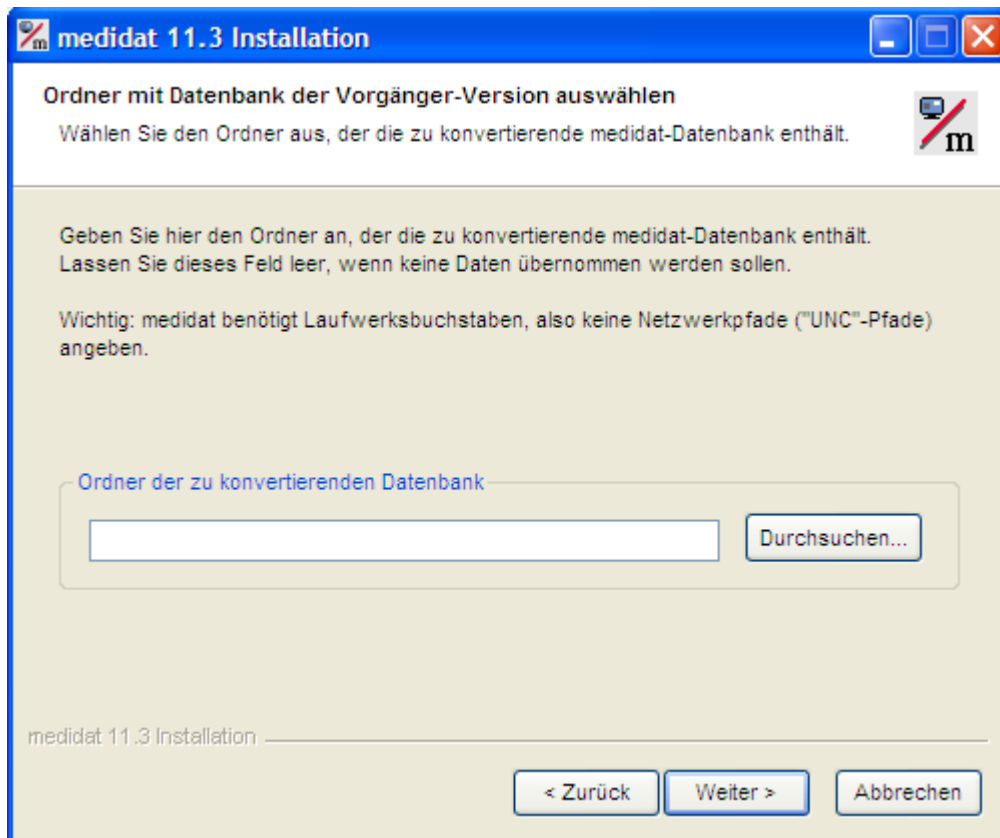 medidat 11.3 Installation
Ordner mit Datenbank der Vorgänger-Version auswählen
Wählen Sie den Ordner aus, der die zu konvertierende medidat-Datenbank enthält.
m
Geben Sie hier den Ordner an, der die zu konvertierende medidat-Datenbank enthält.
Lassen Sie dieses Feld leer, wenn keine Daten übernommen werden sollen.
Wichtig: medidat benötigt Laufwerksbuchstaben, also keine Netzwerkpfade ("UNC"-Pfade)
angeben.
Ordner der zu konvertierenden Datenbank
Durchsuchen...
medidat 11.3 Installation
< Zurück
Weiter >
Abbrechen